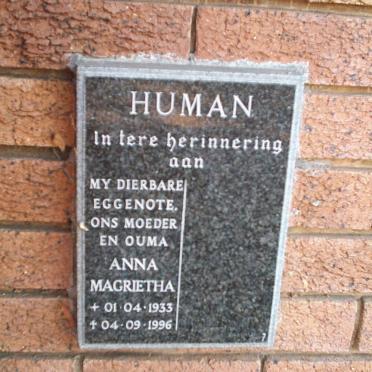 HUMAN
In tere herinnering
aan
MY DIERBARE
EGGENOTE,
ONS MOEDER
EN OUMA
ANNA
MAGRIETHA
+ 01·04·1933
+ 04·09·1996